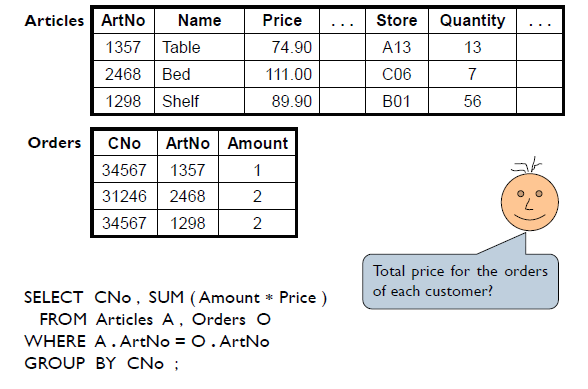 Articles ArtNo Name Price . . . Store Quantity . . .
1357 Table 74.90 A13 13
2468 Bed 111.00 C06 7
1298 Shelf 89.90 B01 56
Orders CNo ArtNo Amount
34567 1357 1
31246 2468 2
34567 1298 2
Total price for the orders
of each customer?
SELECT CNo , SUM ( Amount * Price )
FROM Articles A , Orders O
WHERE A . ArtNo = O . ArtNo
GROUP BY CNo ;